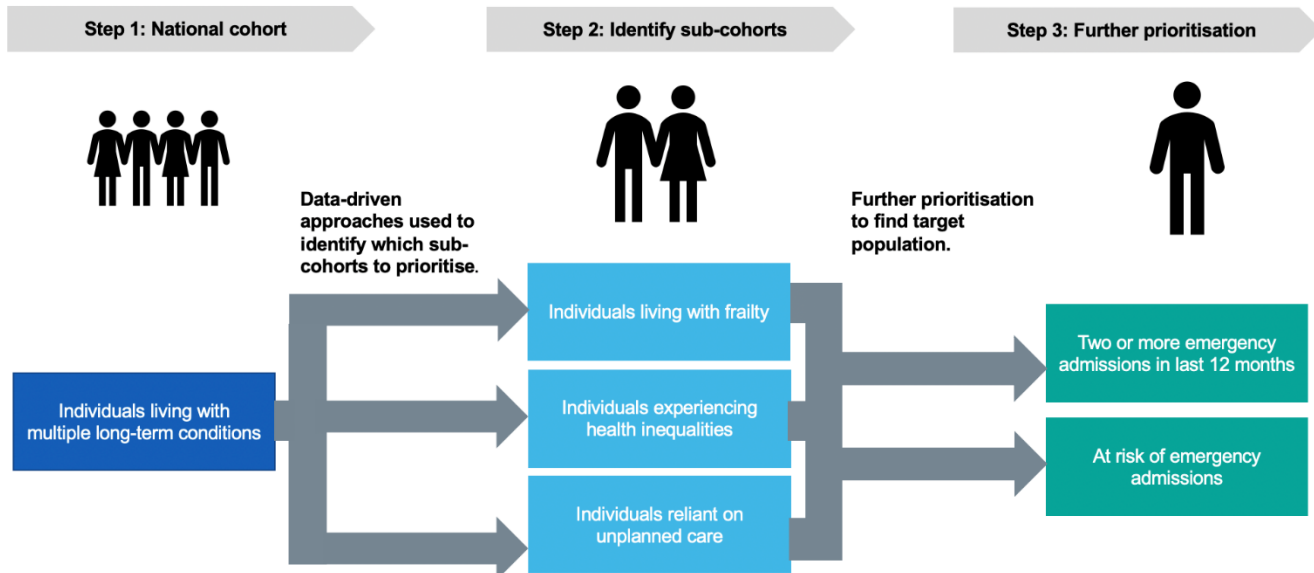 Step 1: National cohort
Step 2: Identify sub-cohorts
Step 3: Further prioritisation
Data-driven
approaches used to
identify which sub-
cohorts to prioritise.
Further prioritisation
to find target
population.
Individuals living with
multiple long-term conditions
Individuals living with frailty
Individuals experiencing
health inequalities
Individuals reliant on
unplanned care
Two or more emergency
admissions in last 12 months
At risk of emergency
admissions